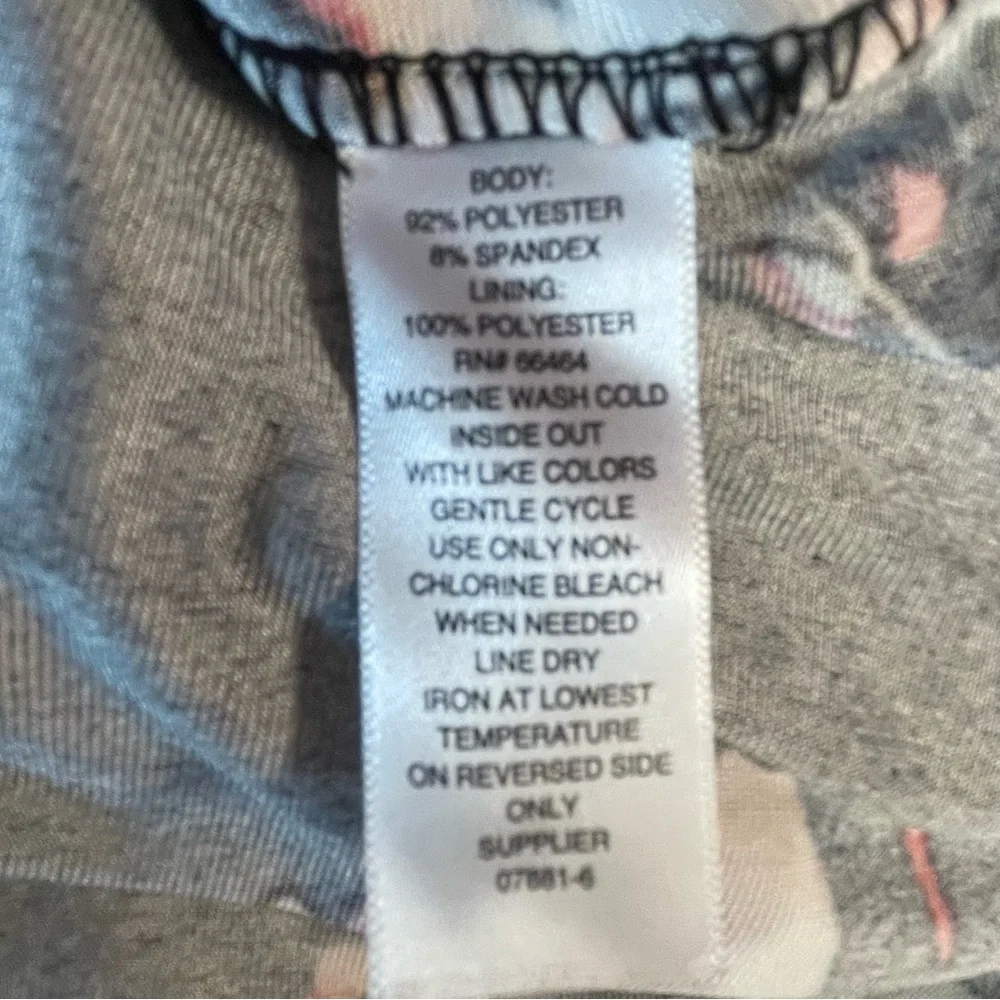 BODY:
92% POLYESTER
8% SPANDEX
LINING:
100% POLYESTER
RN# 66464
MACHINE WASH COLD
INSIDE OUT
WITH LIKE COLORS
GENTLE CYCLE
USE ONLY NON-
CHLORINE BLEACH
WHEN NEEDED
LINE DRY
IRON AT LOWEST
TEMPERATURE
ON REVERSED SIDE
ONLY
SUPPLIER
07881-6